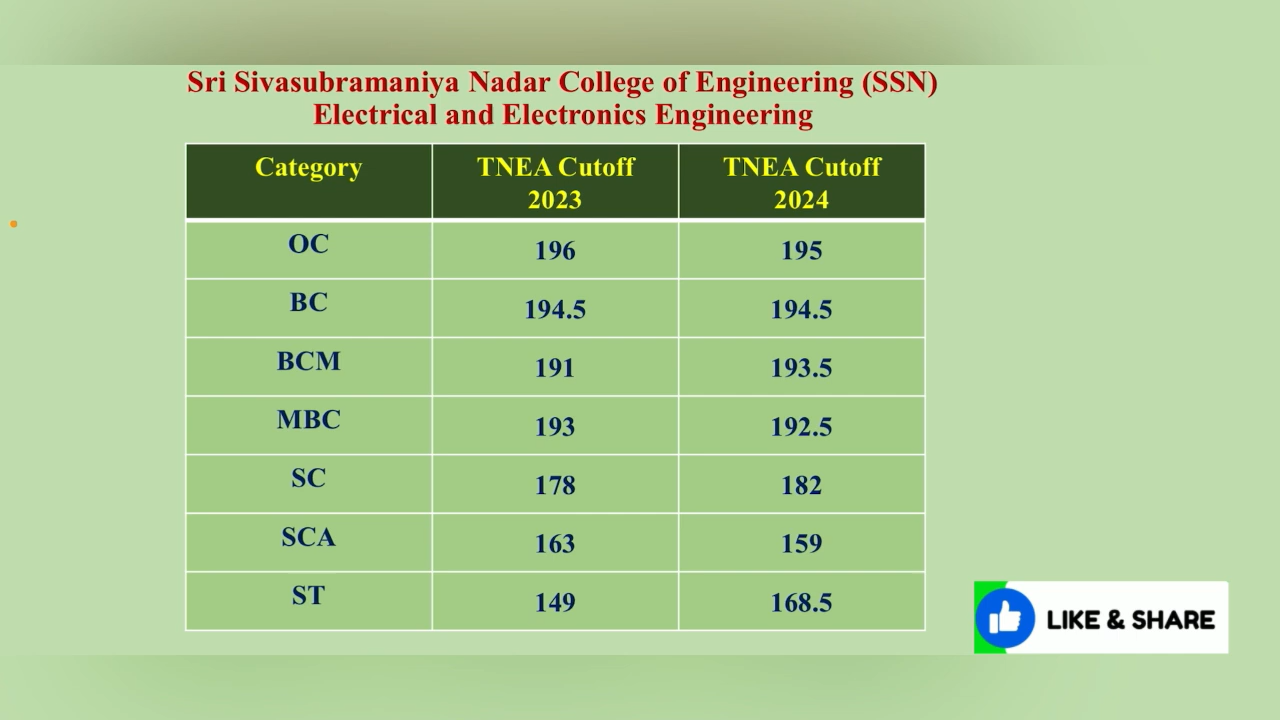 Sri Sivasubramaniya Nadar College of Engineering (SSN)
Electrical and Electronics Engineering
Category TNEA Cutoff 2023 TNEA Cutoff 2024
OC 196 195
BC 194.5 194.5
BCM 191 193.5
MBC 193 192.5
SC 178 182
SCA 163 159
ST 149 168.5
LIKE & SHARE